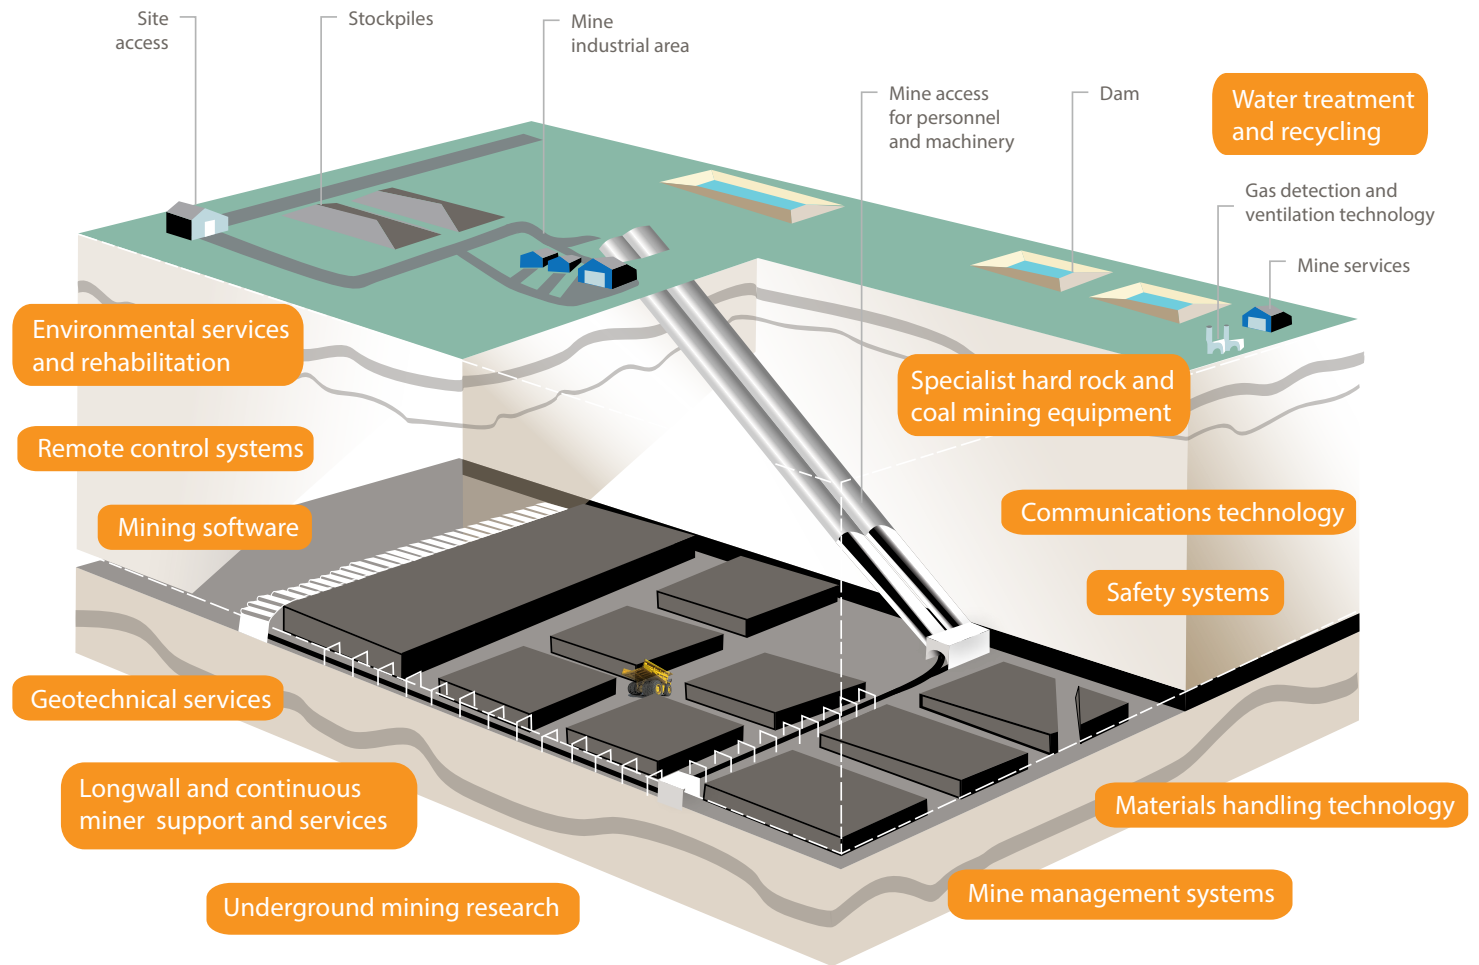 Site
access
Stockpiles
Mine
industrial area
Mine access
for personnel
and machinery
Dam
Water treatment
and recycling
Gas detection and
ventilation technology
Mine services
Environmental services
and rehabilitation
Specialist hard rock and
coal mining equipment
Remote control systems
Mining software
Communications technology
Safety systems
Geotechnical services
Longwall and continuous
miner support and services
Materials handling technology
Mine management systems
Underground mining research